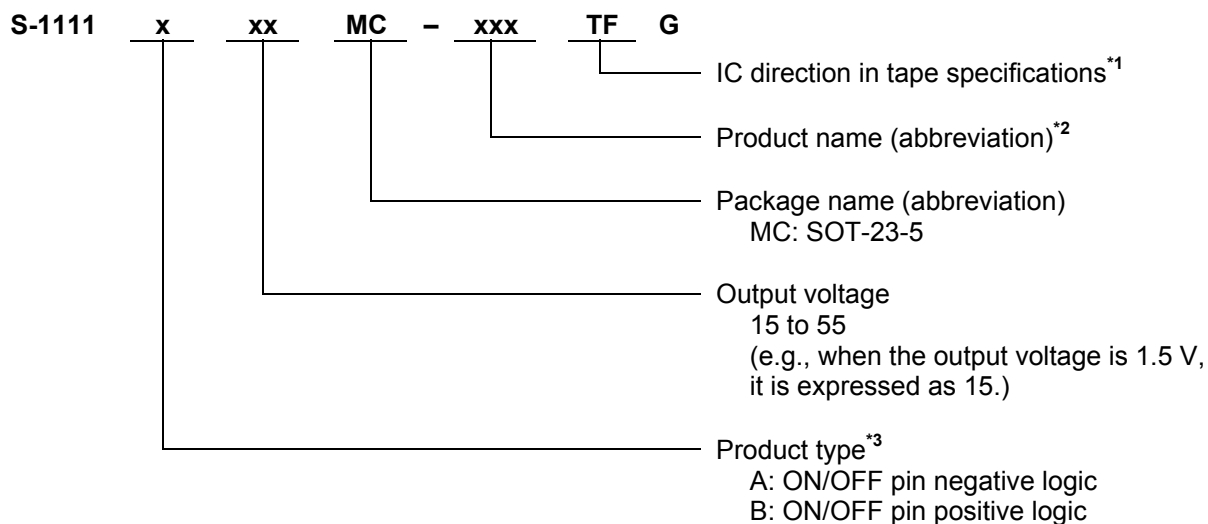 S-1111 x xx MC – xxx TF G
IC direction in tape specifications*1
Product name (abbreviation)*2
Package name (abbreviation)
MC: SOT-23-5
Output voltage
15 to 55
(e.g., when the output voltage is 1.5 V,
it is expressed as 15.)
Product type*3
A: ON/OFF pin negative logic
B: ON/OFF pin positive logic